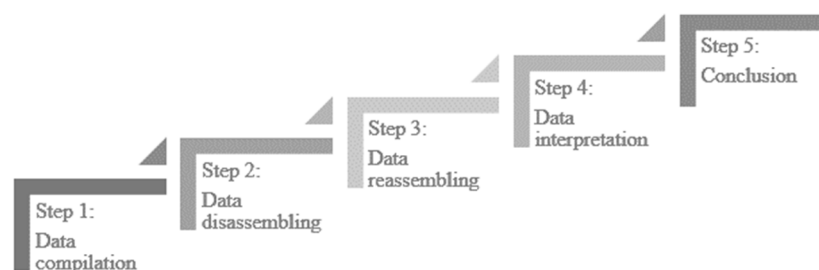 Step 1:
Data
compilation
Step 2:
Data
disassembling
Step 3:
Data
reassembling
Step 4:
Data
interpretation
Step 5:
Conclusion